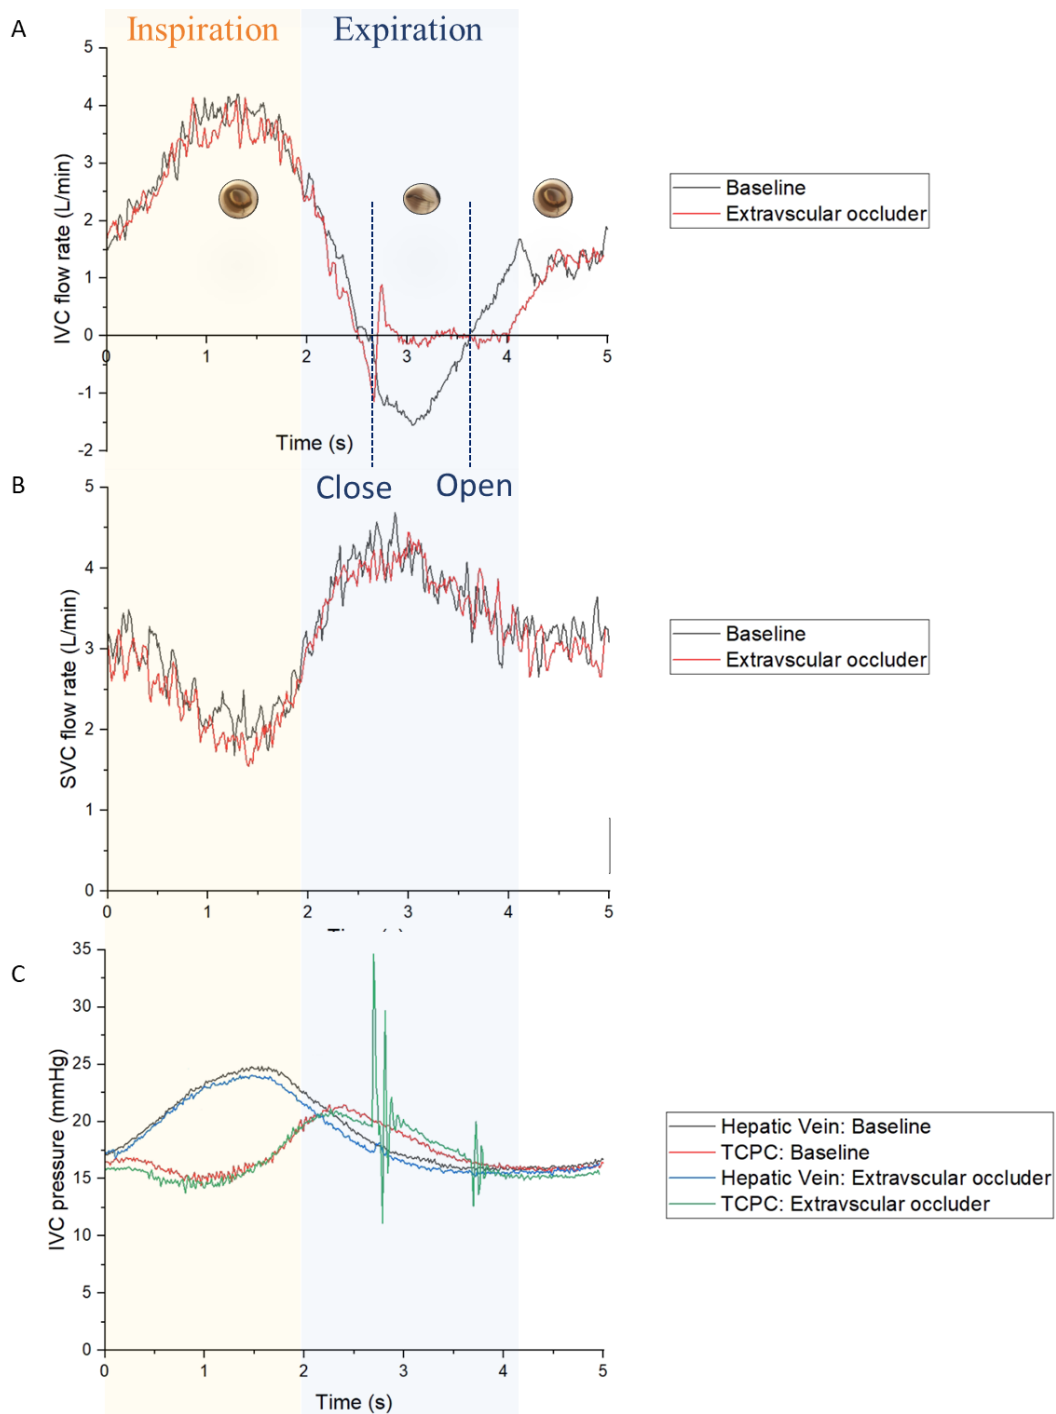 A
Inspiration Expiration
5
4
3
2
1
0
-1
-2
IVC flow rate (L/min)
0 1 2 3 4 5
Time (s)
Baseline
Extravscular occluder
Close Open
B
5
4
3
2
1
0
SVC flow rate (L/min)
0 1 2 3 4 5
Baseline
Extravscular occluder
C
35
30
25
20
15
10
5
0
IVC pressure (mmHg)
0 1 2 3 4 5
Time (s)
Hepatic Vein: Baseline
TCPC: Baseline
Hepatic Vein: Extravscular occluder
TCPC: Extravscular occluder